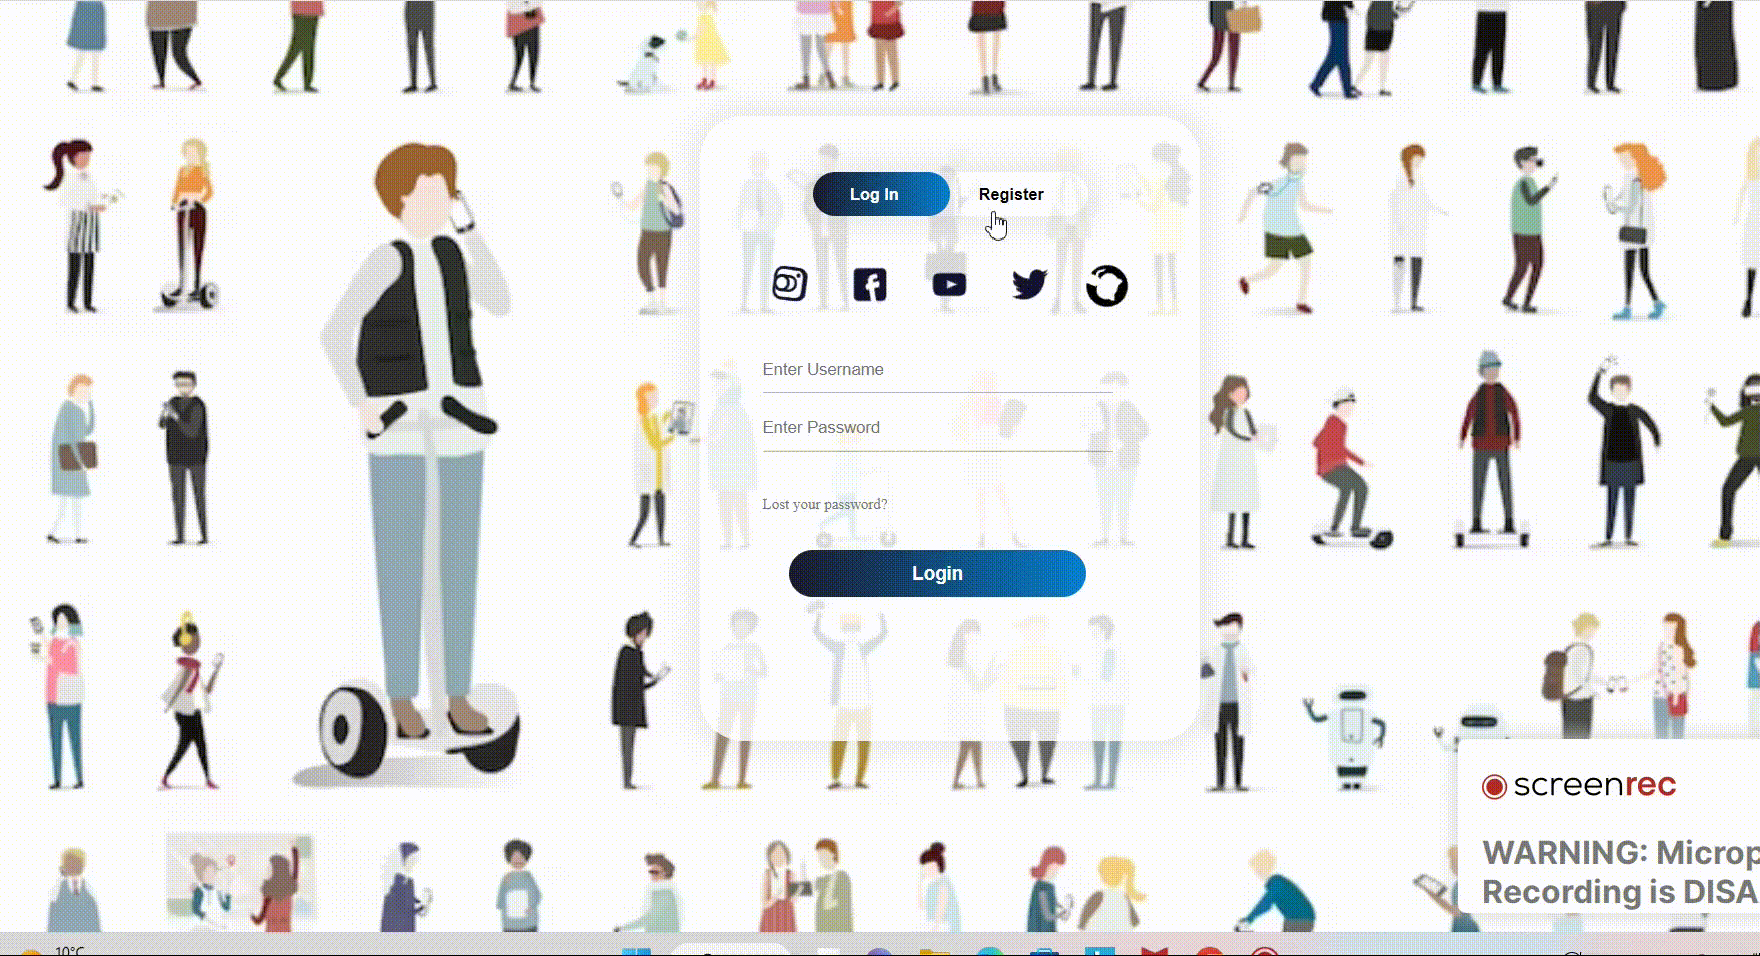 Log In
Register
Enter Username
Enter Password
Lost your password?
Login
screenrec
WARNING: Microp
Recording is DISA
10°C